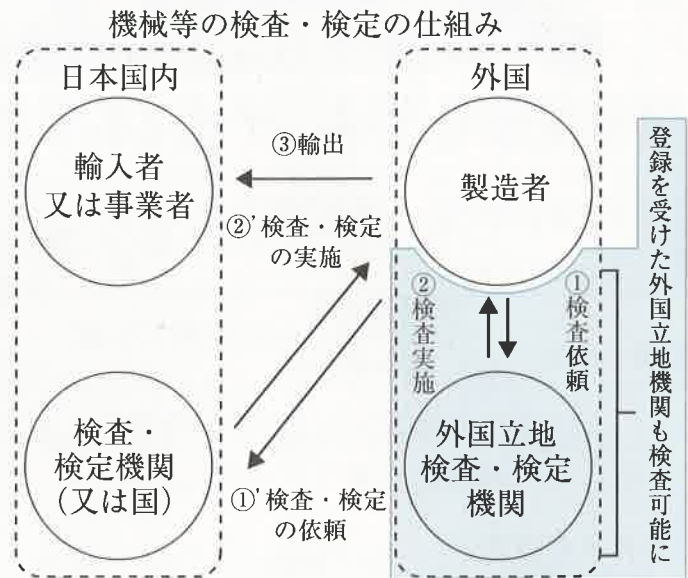 機械等の検査・検定の仕組み
日本国内
外国
輸入者
又は事業者
③輸出
製造者
②'検査・検定
の実施
②検査実施
①検査依頼
登録を受けた外国立地機関も検査可能に
検査・
検定機関
(又は国)
①'検査・検定
の依頼
外国立地
検査・検定
機関